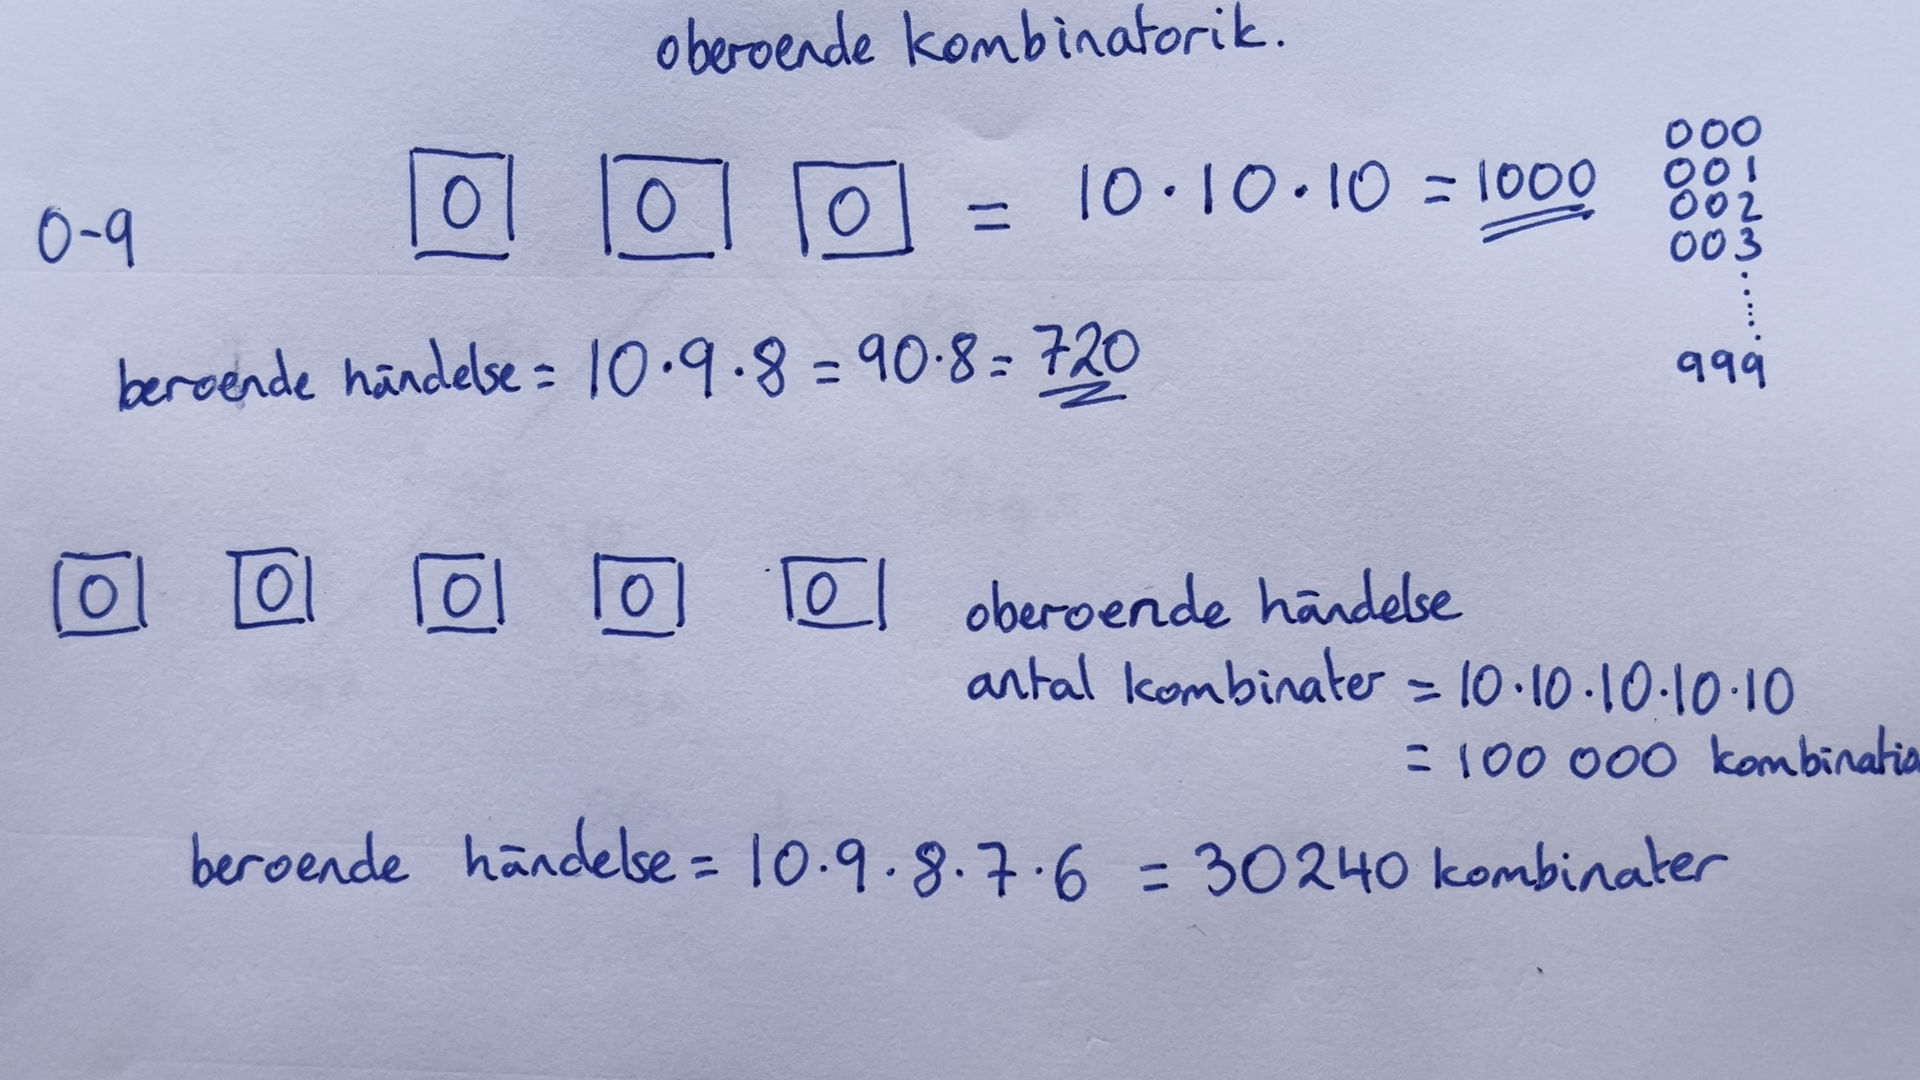 oberoende kombinatorik.
0-9
0 0 0 = 10·10·10 = 1000
000
001
002
003
999
beroende händelse = 10·9·8 = 90·8 = 720
0 0 0 0 0
oberoende händelse
antal kombinater = 10·10·10·10·10
= 100 000 kombinatio
beroende händelse = 10·9·8·7·6 = 30240 kombinater